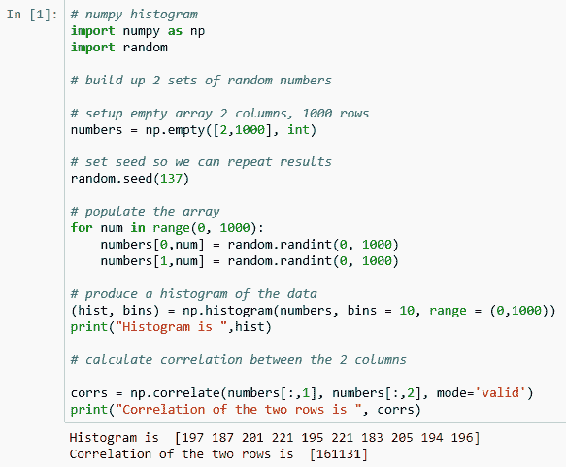 In [1]: # numpy histogram
import numpy as np
import random
# build up 2 sets of random numbers
# setup empty array 2 columns, 1000 rows
numbers = np.empty([2,1000], int)
# set seed so we can repeat results
random.seed(137)
# populate the array
for num in range(0, 1000):
    numbers[0,num] = random.randint(0, 1000)
    numbers[1,num] = random.randint(0, 1000)
# produce a histogram of the data
(hist, bins) = np.histogram(numbers, bins = 10, range = (0,1000))
print("Histogram is ",hist)
# calculate correlation between the 2 columns
corrs = np.correlate(numbers[:,1], numbers[:,2], mode='valid')
print("Correlation of the two rows is ", corrs)
Histogram is  [197 187 201 221 195 221 183 205 194 196]
Correlation of the two rows is  [161131]